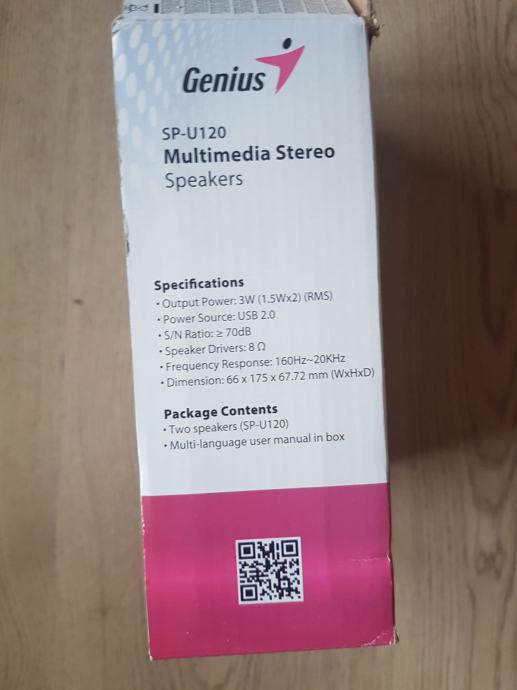 Genius
SP-U120
Multimedia Stereo
Speakers
Specifications
• Output Power: 3W (1.5Wx2) (RMS)
• Power Source: USB 2.0
• S/N Ratio: ≥ 70dB
• Speaker Drivers: 8 Ω
• Frequency Response: 160Hz~20KHz
• Dimension: 66 x 175 x 67.72 mm (WxHxD)
Package Contents
• Two speakers (SP-U120)
• Multi-language user manual in box